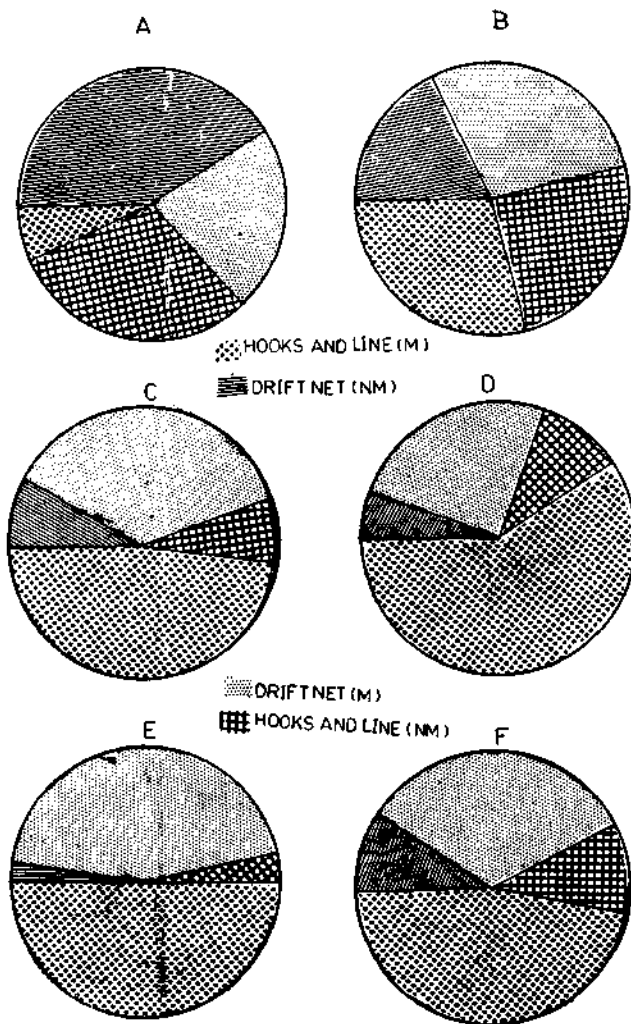 A
B
HOOKS AND LINE (M)
DRIFT NET (NM)
C
D
DRIFT NET (M)
HOOKS AND LINE (NM)
E
F